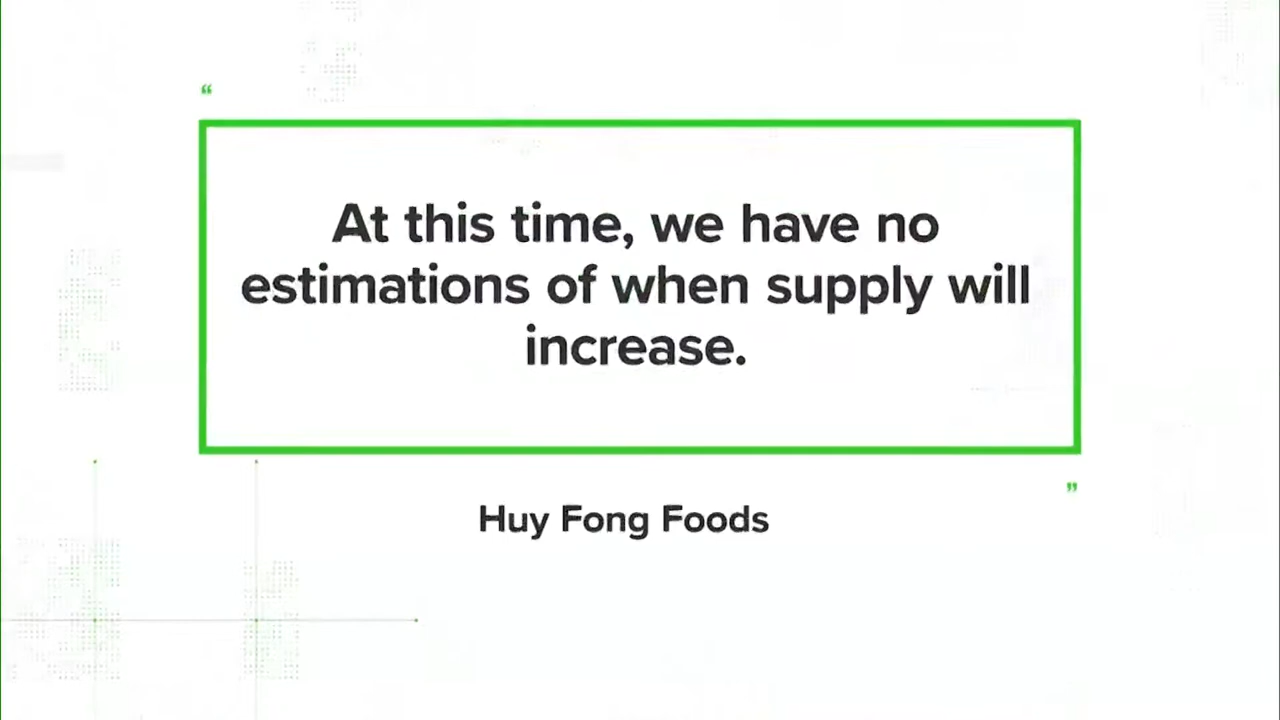 “
At this time, we have no
estimations of when supply will
increase.
”
Huy Fong Foods